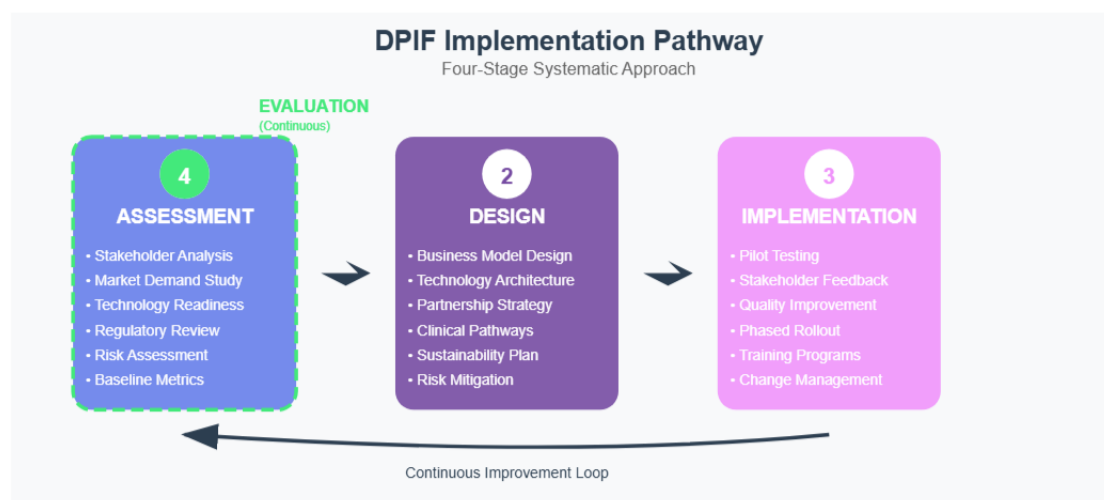 DPIF Implementation Pathway
Four-Stage Systematic Approach
EVALUATION
(Continuous)
4
ASSESSMENT
• Stakeholder Analysis
• Market Demand Study
• Technology Readiness
• Regulatory Review
• Risk Assessment
• Baseline Metrics
2
DESIGN
• Business Model Design
• Technology Architecture
• Partnership Strategy
• Clinical Pathways
• Sustainability Plan
• Risk Mitigation
3
IMPLEMENTATION
• Pilot Testing
• Stakeholder Feedback
• Quality Improvement
• Phased Rollout
• Training Programs
• Change Management
Continuous Improvement Loop